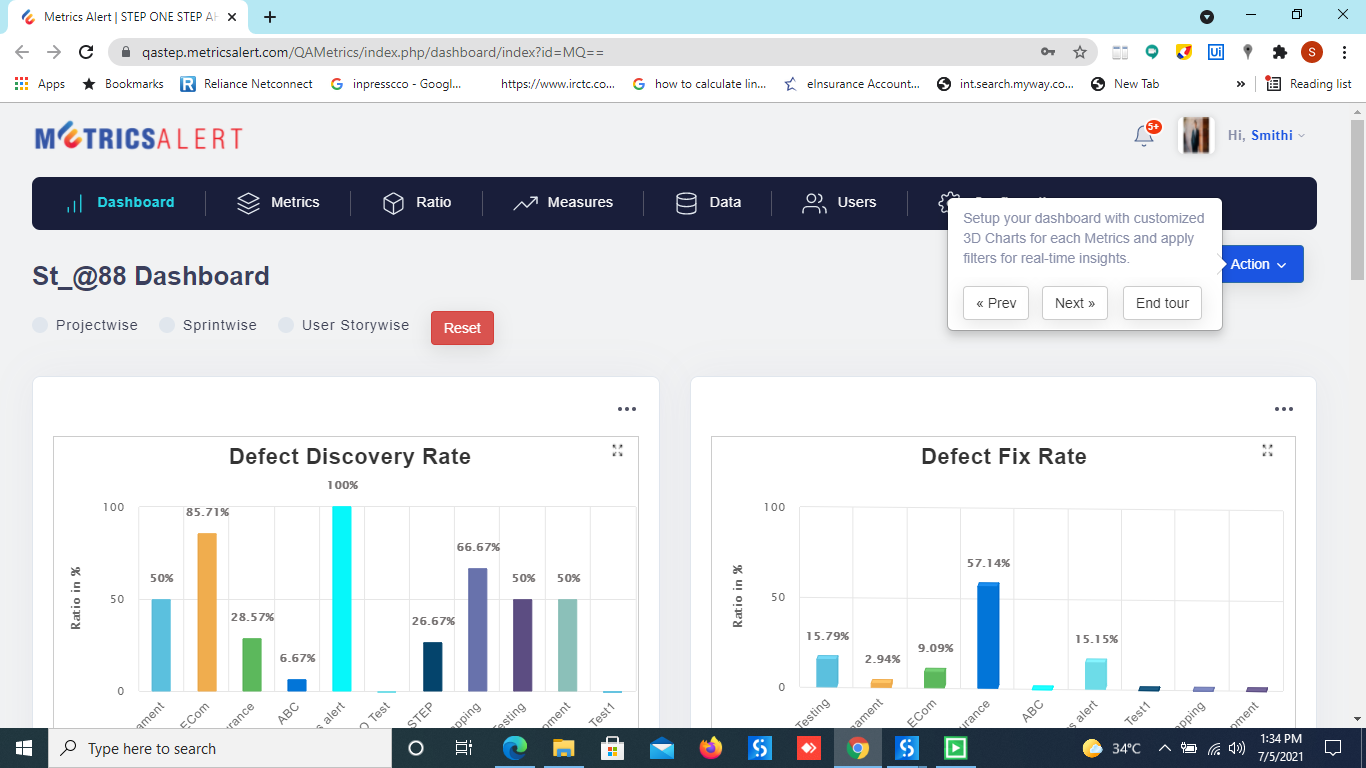 Metrics Alert | STEP ONE STEP AH
qastep.metricsalert.com/QAMetrics/index.php/dashboard/index?id=MQ==
S
Apps
Bookmarks
Reliance Netconnect
inpresscco - Googl...
https://www.irctc.co...
how to calculate lin...
eInsurance Account...
int.search.myway.co...
New Tab
»
Reading list
METRICSALERT
5+
Hi, Smithi
Dashboard
Metrics
Ratio
Measures
Data
Users
Setup your dashboard with customized
3D Charts for each Metrics and apply
filters for real-time insights.
« Prev
Next »
End tour
Action
St_@88 Dashboard
Projectwise
Sprintwise
User Storywise
Reset
Defect Discovery Rate
100%
100
85.71%
66.67%
50%
50%
50%
50
28.57%
26.67%
6.67%
0
Ratio in %
gament
ECom
urance
ABC
s alert
O Test
STEP
pping
esting
pment
Test1
Defect Fix Rate
100
57.14%
50
15.79%
2.94%
9.09%
15.15%
0
Ratio in %
Testing
gament
ECom
urance
ABC
s alert
Test1
apping
opment
Type here to search
34°C
1:34 PM
7/5/2021